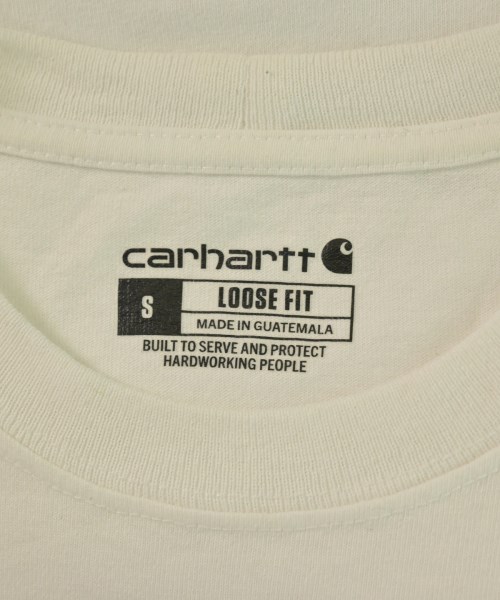 carhartt
S LOOSE FIT
MADE IN GUATEMALA
BUILT TO SERVE AND PROTECT
HARDWORKING PEOPLE